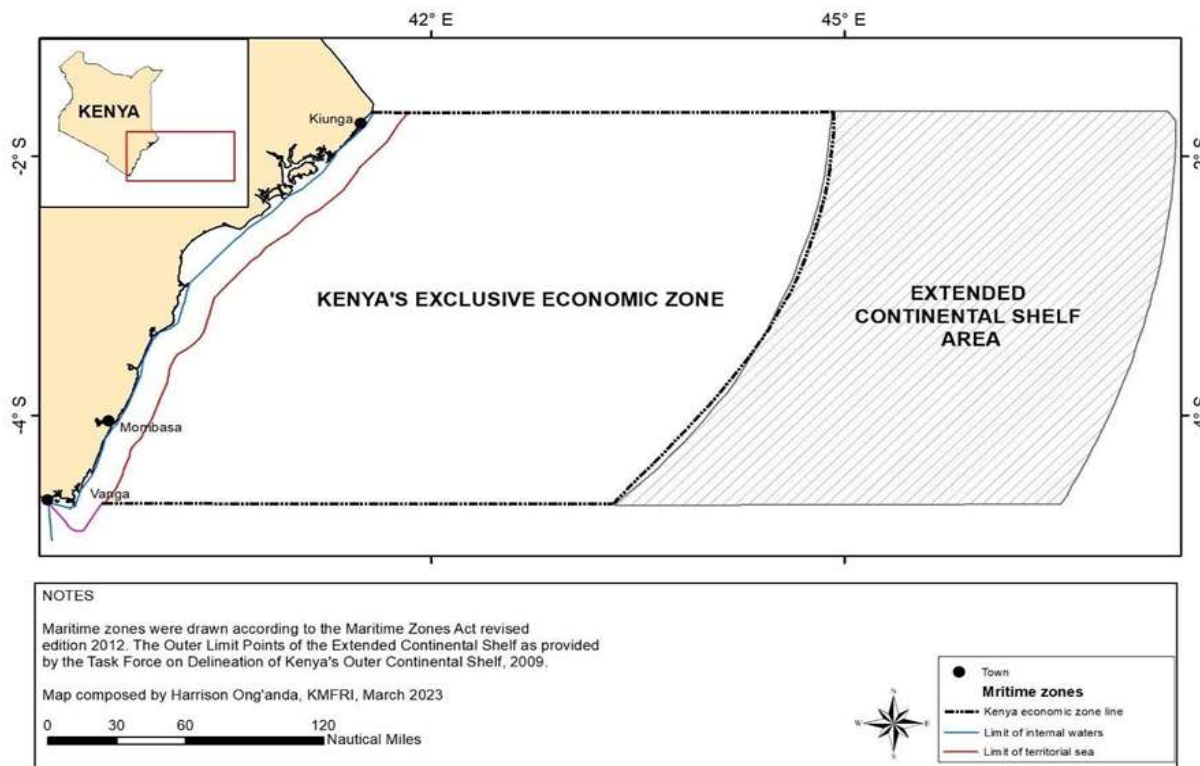 42° E
45° E
KENYA
Kiunga
-2° S
-2° S
KENYA'S EXCLUSIVE ECONOMIC ZONE
EXTENDED
CONTINENTAL SHELF
AREA
-4° S
-4° S
Mombasa
Vanga
42° E
45° E
NOTES
Maritime zones were drawn according to the Maritime Zones Act revised
edition 2012. The Outer Limit Points of the Extended Continental Shelf as provided
by the Task Force on Delineation of Kenya's Outer Continental Shelf, 2009.
Map composed by Harrison Ong'anda, KMFRI, March 2023
0 30 60 120
Nautical Miles
N
W E
S
Town
Mritime zones
Kenya economic zone line
Limit of internal waters
Limit of territorial sea